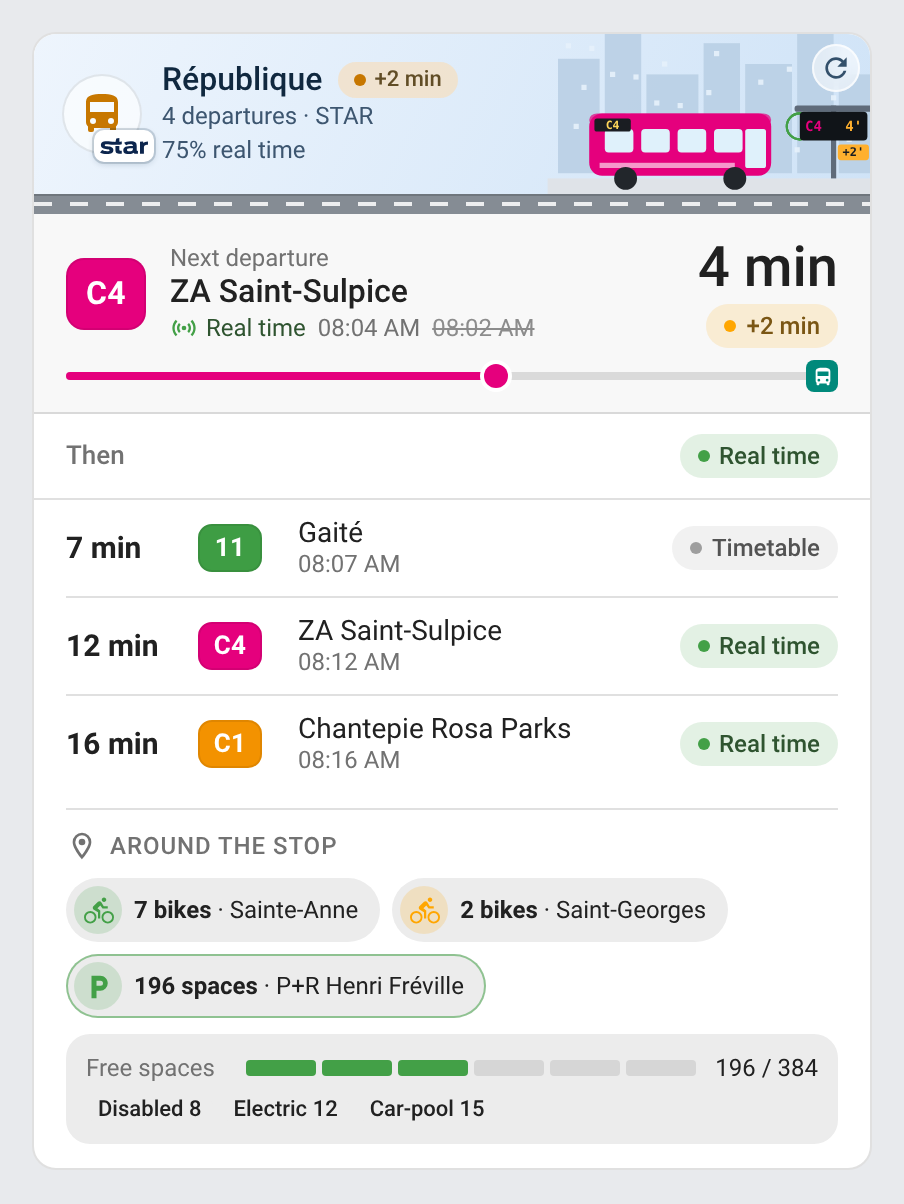 République
+2 min
4 departures · STAR
star
75% real time
C4
C4 4'
+2'
Next departure
C4
ZA Saint-Sulpice
4 min
Real time 08:04 AM 08:02 AM
+2 min
Then
Real time
7 min 11 Gaité
08:07 AM
Timetable
12 min C4 ZA Saint-Sulpice
08:12 AM
Real time
16 min C1 Chantepie Rosa Parks
08:16 AM
Real time
AROUND THE STOP
7 bikes · Sainte-Anne
2 bikes · Saint-Georges
P 196 spaces · P+R Henri Fréville
Free spaces 196 / 384
Disabled 8 Electric 12 Car-pool 15